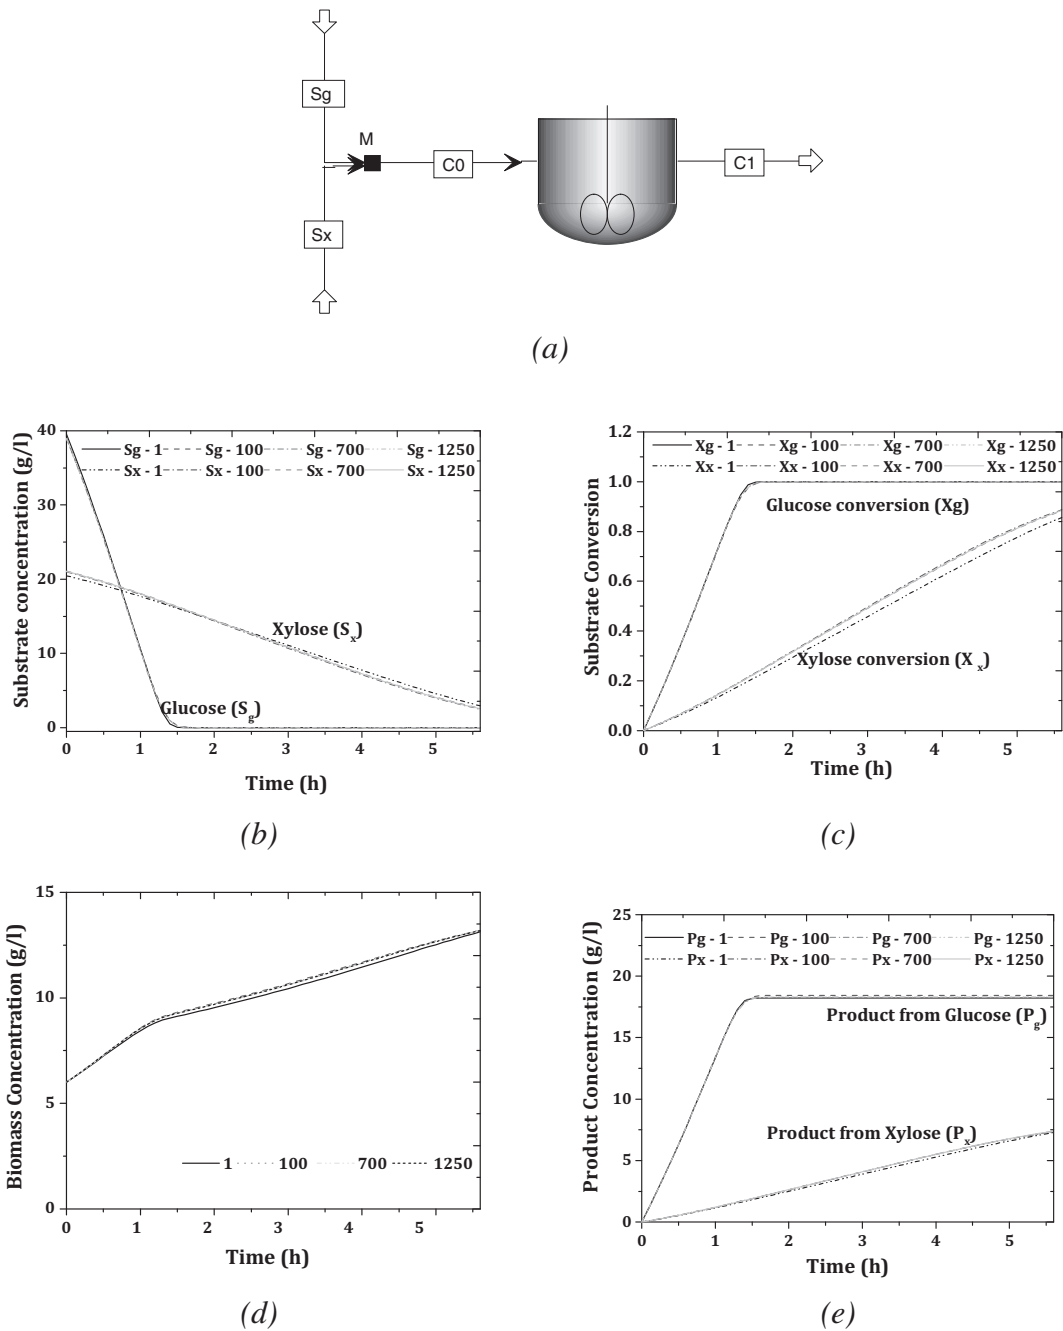 Sg
M
C0
C1
Sx
(a)
Substrate concentration (g/l)
40
30
20
10
0
Sg - 1 Sg - 100 Sg - 700 Sg - 1250
Sx - 1 Sx - 100 Sx - 700 Sx - 1250
Xylose (Sx)
Glucose (Sg)
0 1 2 3 4 5
Time (h)
(b)
Substrate Conversion
1.2
1.0
0.8
0.6
0.4
0.2
0.0
Xg - 1 Xg - 100 Xg - 700 Xg - 1250
Xx - 1 Xx - 100 Xx - 700 Xx - 1250
Glucose conversion (Xg)
Xylose conversion (X x)
0 1 2 3 4 5
Time (h)
(c)
Biomass Concentration (g/l)
15
10
5
0
1 100 700 1250
0 1 2 3 4 5
Time (h)
(d)
Product Concentration (g/l)
25
20
15
10
5
0
Pg - 1 Pg - 100 Pg - 700 Pg - 1250
Px - 1 Px - 100 Px - 700 Px - 1250
Product from Glucose (Pg)
Product from Xylose (Px)
0 1 2 3 4 5
Time (h)
(e)